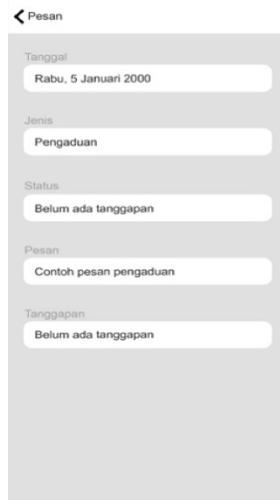 Pesan
Tanggal
Rabu, 5 Januari 2000
Jenis
Pengaduan
Status
Belum ada tanggapan
Pesan
Contoh pesan pengaduan
Tanggapan
Belum ada tanggapan